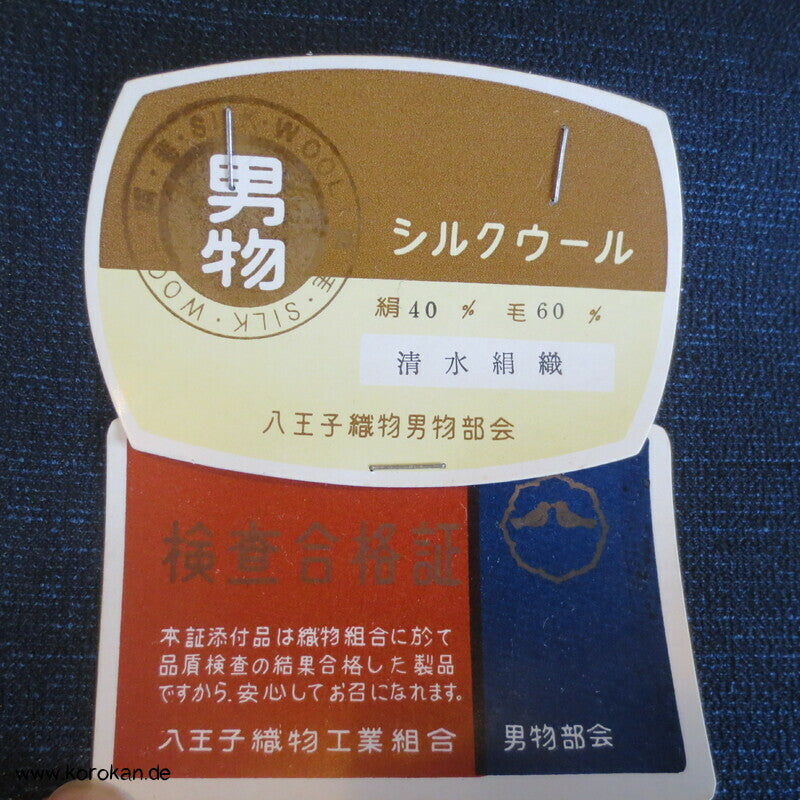 SILK・WOOL
男物
SILK・WOO
シルクウール
絹40% 毛60%
清水絹織
八王子織物男物部会
検査合格証
本証添付品は織物組合に於て
品質検査の結果合格した製品
ですから、安心してお召になれます。
八王子織物工業組合
男物部会
www.korokan.de